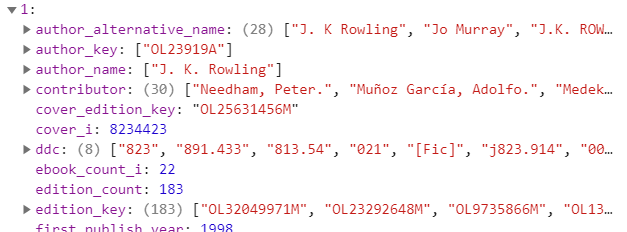 1:
author_alternative_name: (28) ["J. K Rowling", "Jo Murray", "J.K. ROW…
author_key: ["OL23919A"]
author_name: ["J. K. Rowling"]
contributor: (30) ["Needham, Peter.", "Muñoz García, Adolfo.", "Medek…
cover_edition_key: "OL25631456M"
cover_i: 8234423
ddc: (8) ["823", "891.433", "813.54", "021", "[Fic]", "j823.914", "00…
ebook_count_i: 22
edition_count: 183
edition_key: (183) ["OL32049971M", "OL23292648M", "OL9735866M", "OL13…
first_publish_year: 1998